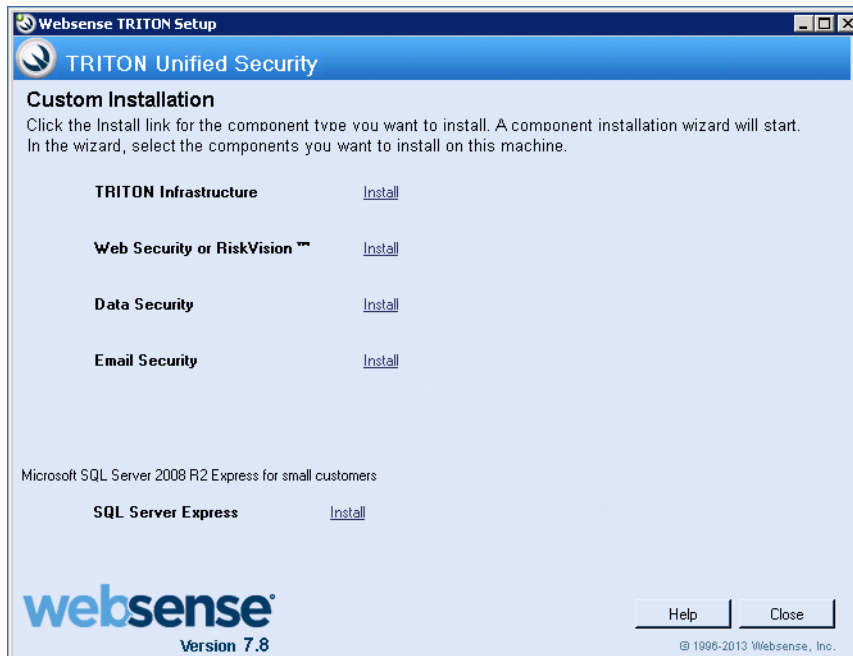 Websense TRITON Setup
TRITON Unified Security
Custom Installation
Click the Install link for the component type you want to install. A component installation wizard will start.
In the wizard, select the components you want to install on this machine.
TRITON Infrastructure Install
Web Security or RiskVision ™ Install
Data Security Install
Email Security Install
Microsoft SQL Server 2008 R2 Express for small customers
SQL Server Express Install
websense
Version 7.8
Help Close
© 1996-2013 Websense, Inc.